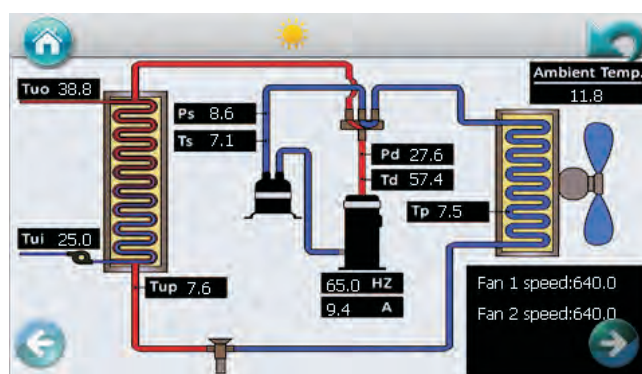 Ambient Temp.
11.8
Tuo 38.8
Ps 8.6
Ts 7.1
Pd 27.6
Td 57.4
Tp 7.5
Tui 25.0
Tup 7.6
65.0 HZ
9.4 A
Fan 1 speed:640.0
Fan 2 speed:640.0